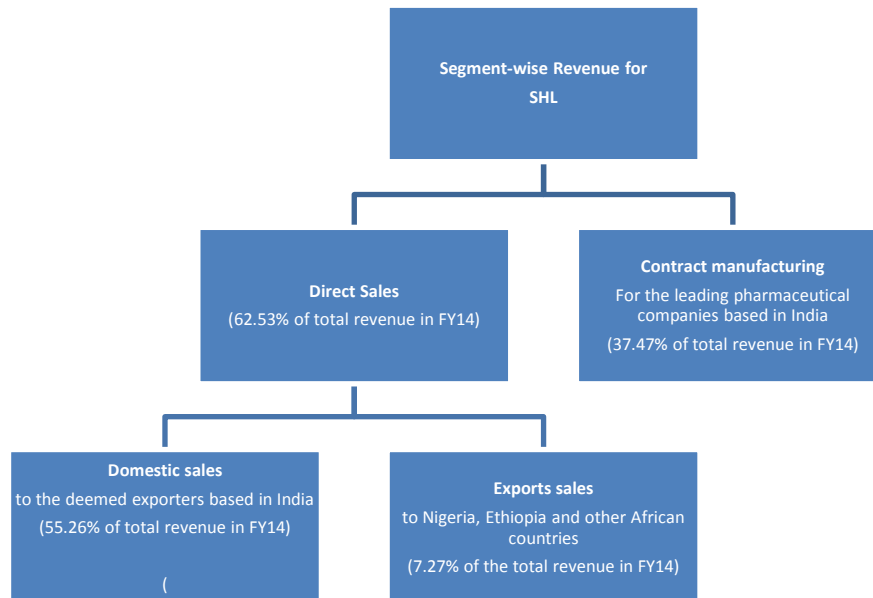 Segment-wise Revenue for
SHL
Direct Sales
(62.53% of total revenue in FY14)
Contract manufacturing
For the leading pharmaceutical
companies based in India
(37.47% of total revenue in FY14)
Domestic sales
to the deemed exporters based in India
(55.26% of total revenue in FY14)
(
Exports sales
to Nigeria, Ethiopia and other African
countries
(7.27% of the total revenue in FY14)